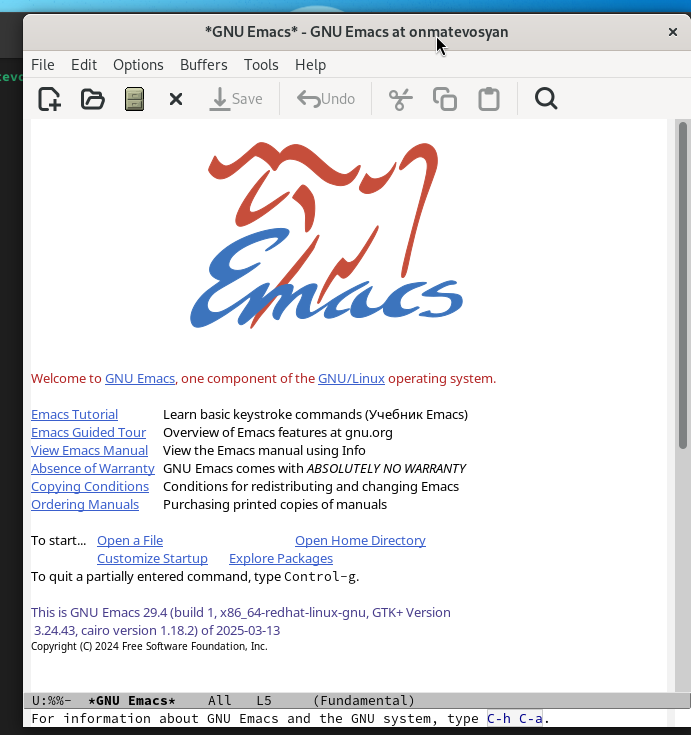 *GNU Emacs* - GNU Emacs at onmatevosyan
File Edit Options Buffers Tools Help
Save Undo
Emacs
Welcome to GNU Emacs, one component of the GNU/Linux operating system.
Emacs Tutorial Learn basic keystroke commands (Учебник Emacs)
Emacs Guided Tour Overview of Emacs features at gnu.org
View Emacs Manual View the Emacs manual using Info
Absence of Warranty GNU Emacs comes with ABSOLUTELY NO WARRANTY
Copying Conditions Conditions for redistributing and changing Emacs
Ordering Manuals Purchasing printed copies of manuals
To start... Open a File Open Home Directory
Customize Startup Explore Packages
To quit a partially entered command, type Control-g.
This is GNU Emacs 29.4 (build 1, x86_64-redhat-linux-gnu, GTK+ Version
3.24.43, cairo version 1.18.2) of 2025-03-13
Copyright (C) 2024 Free Software Foundation, Inc.
U:%%- *GNU Emacs* All L5 (Fundamental)
For information about GNU Emacs and the GNU system, type C-h C-a.